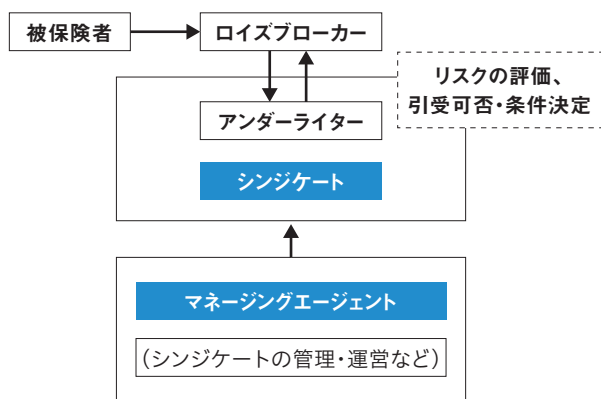 被保険者
ロイズブローカー
リスクの評価、
引受可否・条件決定
アンダーライター
シンジケート
マネージングエージェント
(シンジケートの管理・運営など)